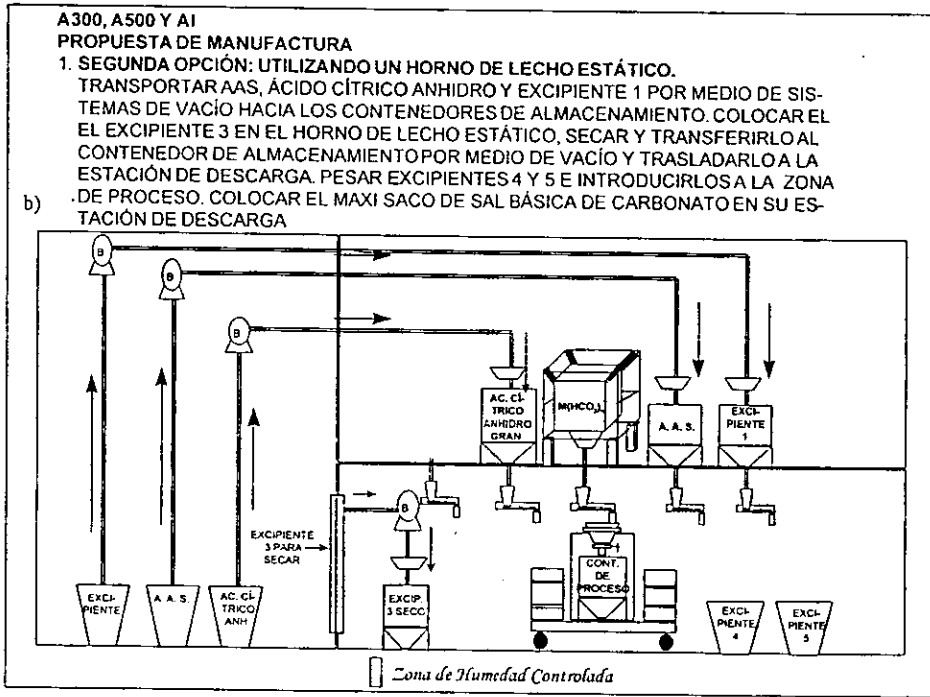 A300, A500 Y AI
PROPUESTA DE MANUFACTURA
1. SEGUNDA OPCIÓN: UTILIZANDO UN HORNO DE LECHO ESTÁTICO.
TRANSPORTAR AAS, ÁCIDO CÍTRICO ANHIDRO Y EXCIPIENTE 1 POR MEDIO DE SIS-
TEMAS DE VACÍO HACIA LOS CONTENEDORES DE ALMACENAMIENTO. COLOCAR EL
EL EXCIPIENTE 3 EN EL HORNO DE LECHO ESTÁTICO, SECAR Y TRANSFERIRLO AL
CONTENEDOR DE ALMACENAMIENTO POR MEDIO DE VACÍO Y TRASLADARLO A LA
ESTACIÓN DE DESCARGA. PESAR EXCIPIENTES 4 Y 5 E INTRODUCIRLOS A LA ZONA
b) DE PROCESO. COLOCAR EL MAXI SACO DE SAL BÁSICA DE CARBONATO EN SU ES-
TACIÓN DE DESCARGA
B
B
B
AC. CÍ-
TRICO
ANHIDRO
GRAN
M(HCO₃)ₓ
A. A. S.
EXCI-
PIENTE
1
EXCIPIENTE
3 PARA
SECAR
B
EXCIP.
3 SECC
CONT.
DE
PROCESO
EXCI-
PIENTE
A. A. S.
AC. CÍ-
TRICO
ANH
EXCI-
PIENTE
4
EXCI-
PIENTE
5
Zona de Humedad Controlada